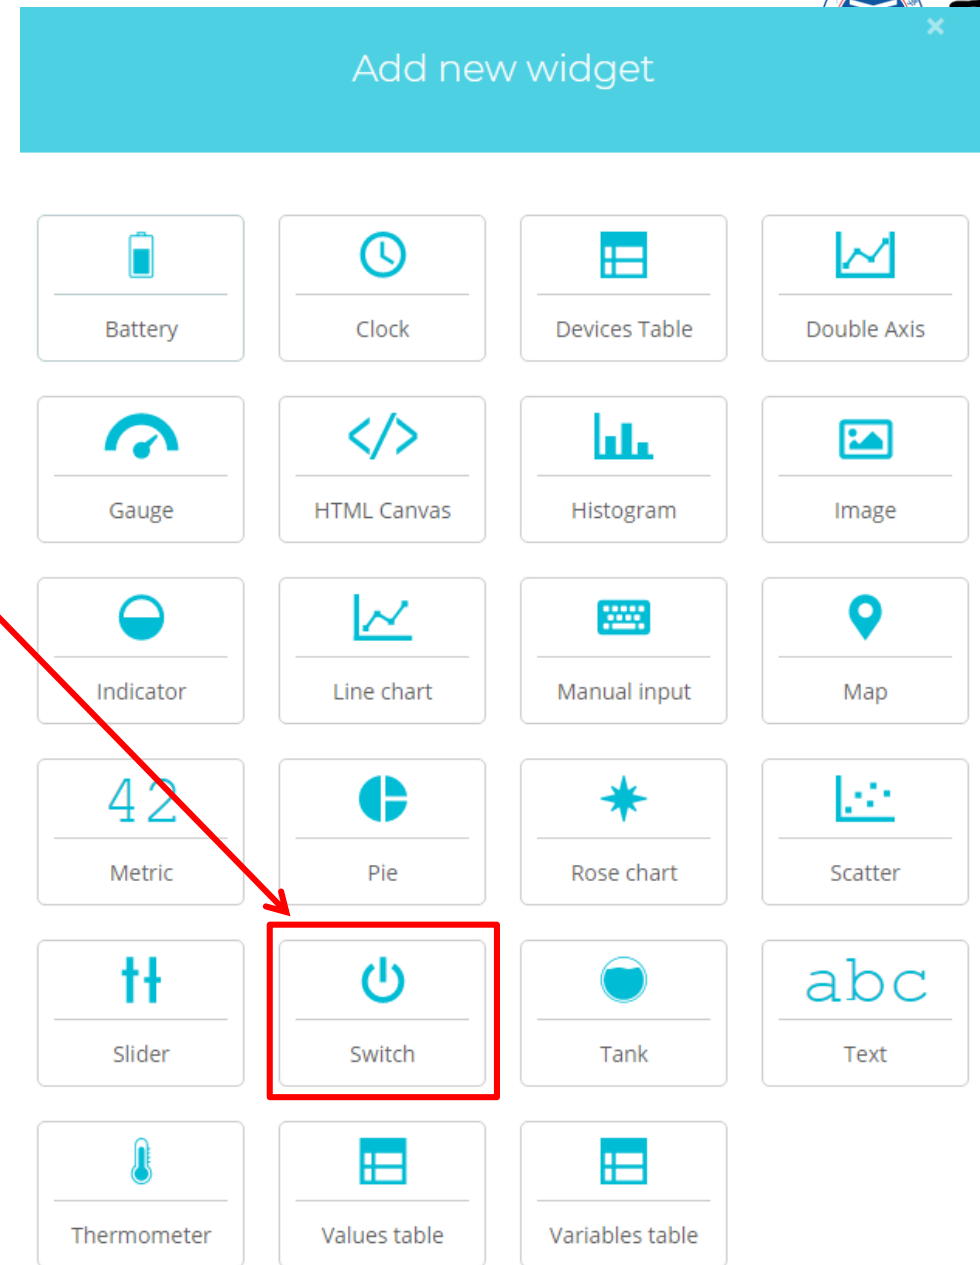 Add new widget
×
Battery
Clock
Devices Table
Double Axis
Gauge
HTML Canvas
Histogram
Image
Indicator
Line chart
Manual input
Map
42
Metric
Pie
Rose chart
Scatter
abc
Slider
Switch
Tank
Text
Thermometer
Values table
Variables table